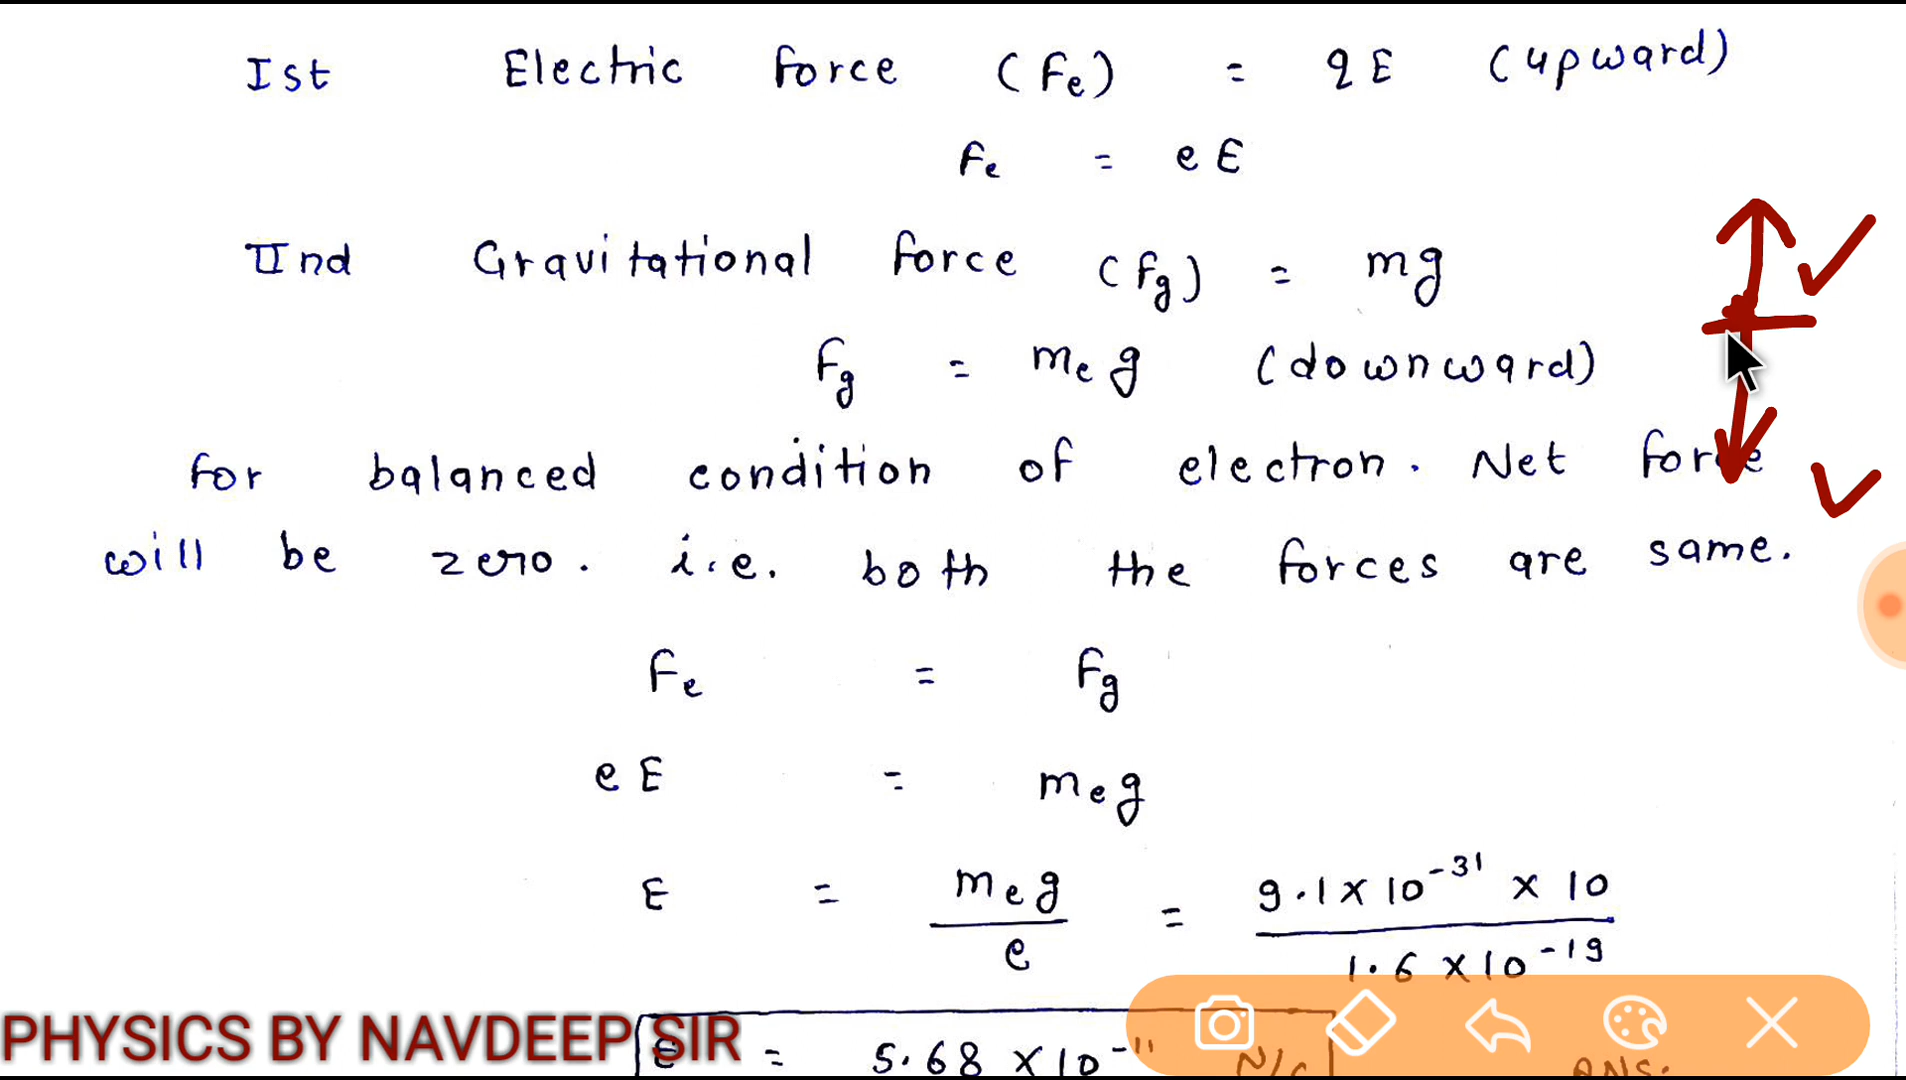 Ist Electric force (Fe) = qE (upward)
Fe = eE
IInd Gravitational force (Fg) = mg
Fg = meg (downward)
for balanced condition of electron. Net force
will be zero. i.e. both the forces are same.
Fe = Fg
eE = meg
E = meg/e = 9.1×10⁻³¹ × 10 / 1.6×10⁻¹⁹
E = 5.68 ×10⁻¹¹ N/C ANS.
PHYSICS BY NAVDEEP SIR